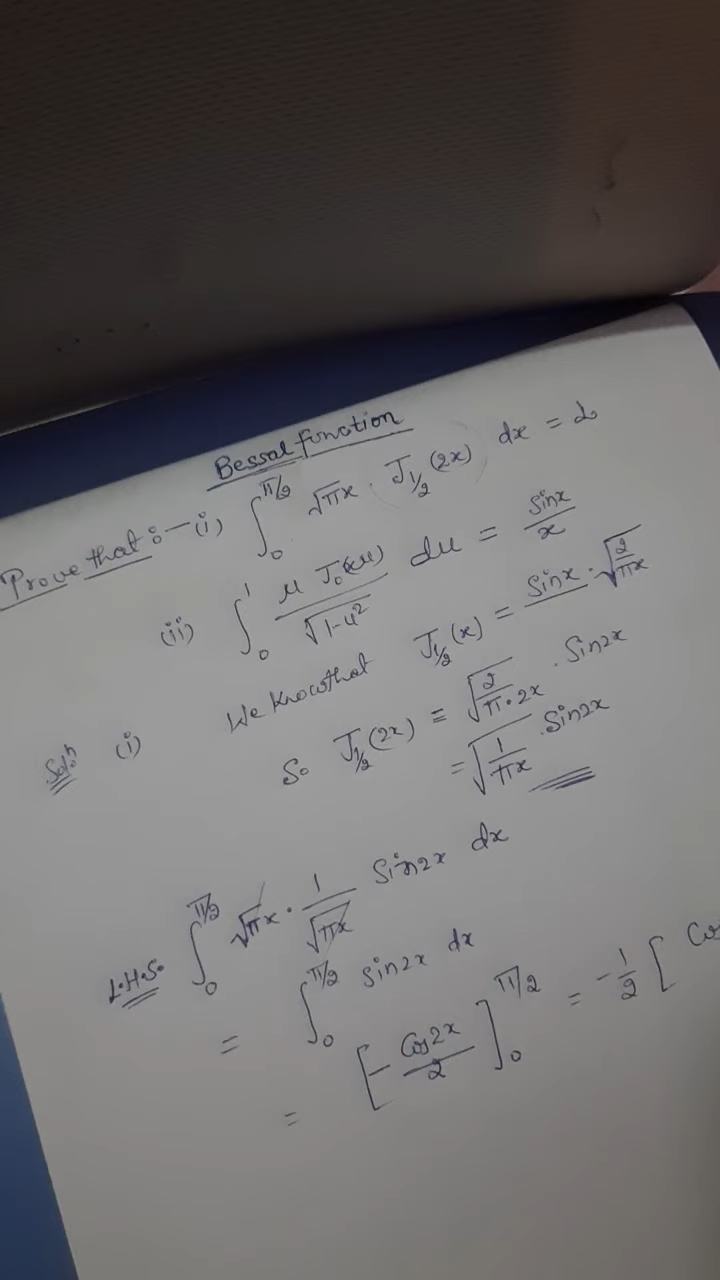 Bessal function
Prove that :- (i) ∫₀^{π/2} √πx · J_{1/2}(2x) dx = 1
(ii) ∫₀^1 u J₀(xu) / √1-u² du = sinx / x
Solⁿ (i) We know that J_{1/2}(x) = sinx · √2/πx
So J_{1/2}(2x) = √2/π·2x · Sin2x
= √1/πx · Sin2x
L.H.S. ∫₀^{π/2} √πx · 1/√πx Sin2x dx
= ∫₀^{π/2} sin2x dx
= [- Cos2x / 2]₀^{π/2} = -1/2 [